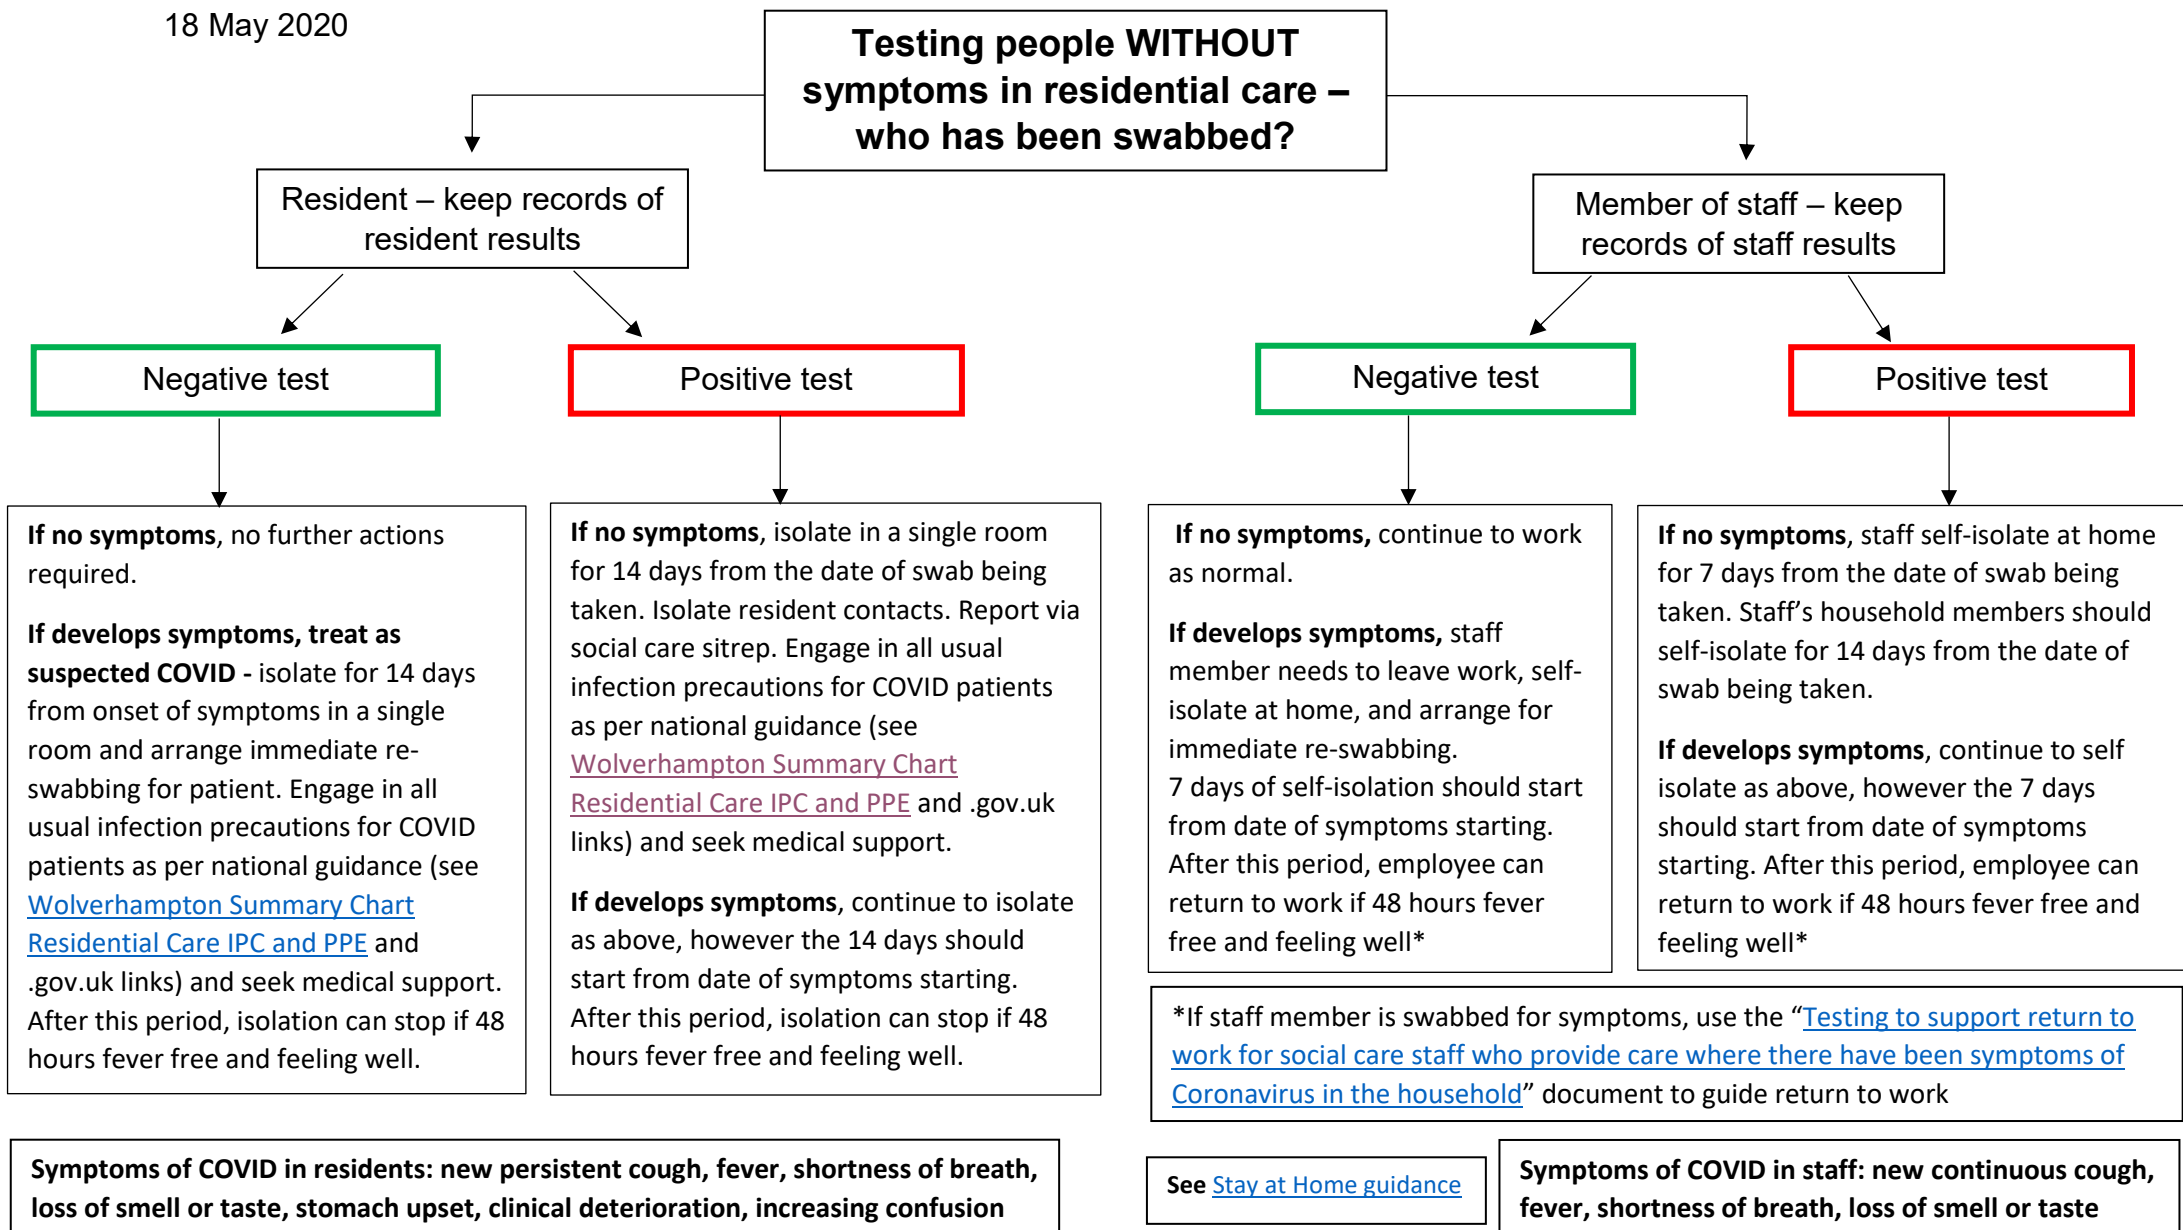 18 May 2020
Testing people WITHOUT
symptoms in residential care –
who has been swabbed?
Resident – keep records of
resident results
Member of staff – keep
records of staff results
Negative test
Positive test
Negative test
Positive test
If no symptoms, no further actions
required.
If develops symptoms, treat as
suspected COVID - isolate for 14 days
from onset of symptoms in a single
room and arrange immediate re-
swabbing for patient. Engage in all
usual infection precautions for COVID
patients as per national guidance (see
Wolverhampton Summary Chart
Residential Care IPC and PPE and
.gov.uk links) and seek medical support.
After this period, isolation can stop if 48
hours fever free and feeling well.
If no symptoms, isolate in a single room
for 14 days from the date of swab being
taken. Isolate resident contacts. Report via
social care sitrep. Engage in all usual
infection precautions for COVID patients
as per national guidance (see
Wolverhampton Summary Chart
Residential Care IPC and PPE and .gov.uk
links) and seek medical support.
If develops symptoms, continue to isolate
as above, however the 14 days should
start from date of symptoms starting.
After this period, isolation can stop if 48
hours fever free and feeling well.
If no symptoms, continue to work
as normal.
If develops symptoms, staff
member needs to leave work, self-
isolate at home, and arrange for
immediate re-swabbing.
7 days of self-isolation should start
from date of symptoms starting.
After this period, employee can
return to work if 48 hours fever
free and feeling well*
If no symptoms, staff self-isolate at home
for 7 days from the date of swab being
taken. Staff’s household members should
self-isolate for 14 days from the date of
swab being taken.
If develops symptoms, continue to self
isolate as above, however the 7 days
should start from date of symptoms
starting. After this period, employee can
return to work if 48 hours fever free and
feeling well*
*If staff member is swabbed for symptoms, use the “Testing to support return to
work for social care staff who provide care where there have been symptoms of
Coronavirus in the household” document to guide return to work
Symptoms of COVID in residents: new persistent cough, fever, shortness of breath,
loss of smell or taste, stomach upset, clinical deterioration, increasing confusion
See Stay at Home guidance
Symptoms of COVID in staff: new continuous cough,
fever, shortness of breath, loss of smell or taste